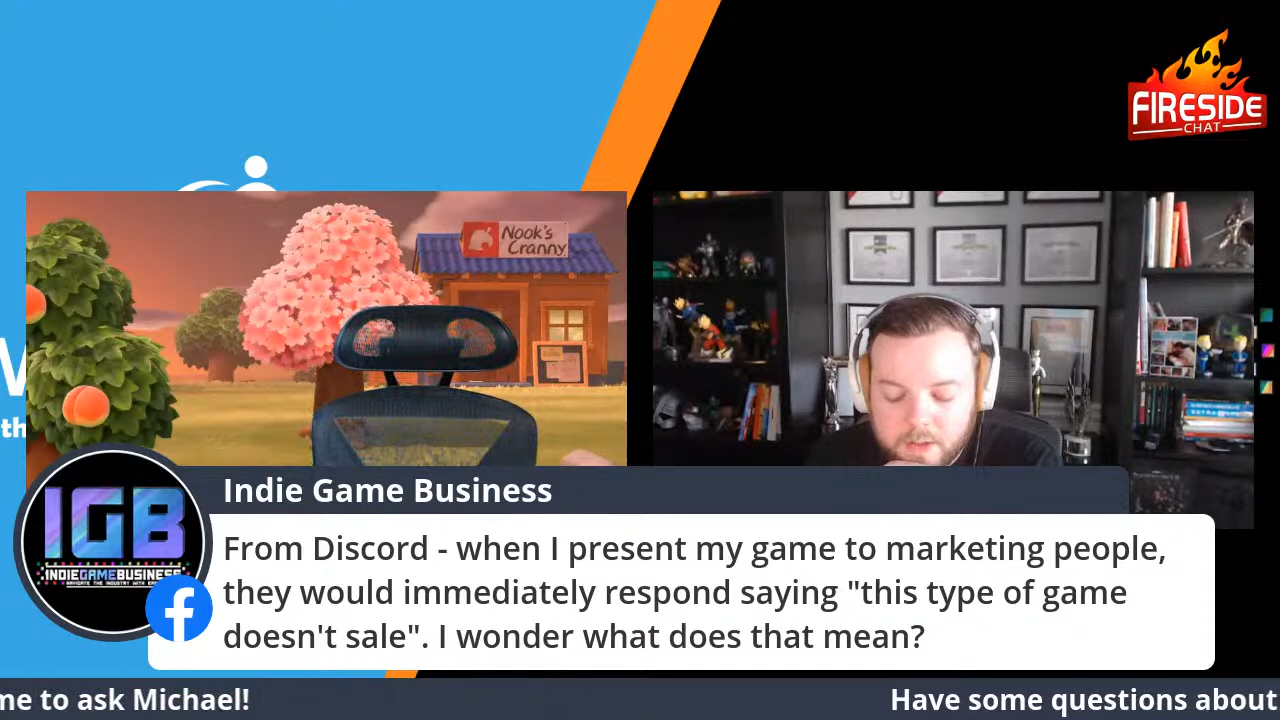 FIRESIDE
CHAT
Nook's
Cranny
W
th
IGB
INDIEGAMEBUSINESS
Indie Game Business
From Discord - when I present my game to marketing people,
they would immediately respond saying "this type of game
doesn't sale". I wonder what does that mean?
me to ask Michael!
Have some questions about